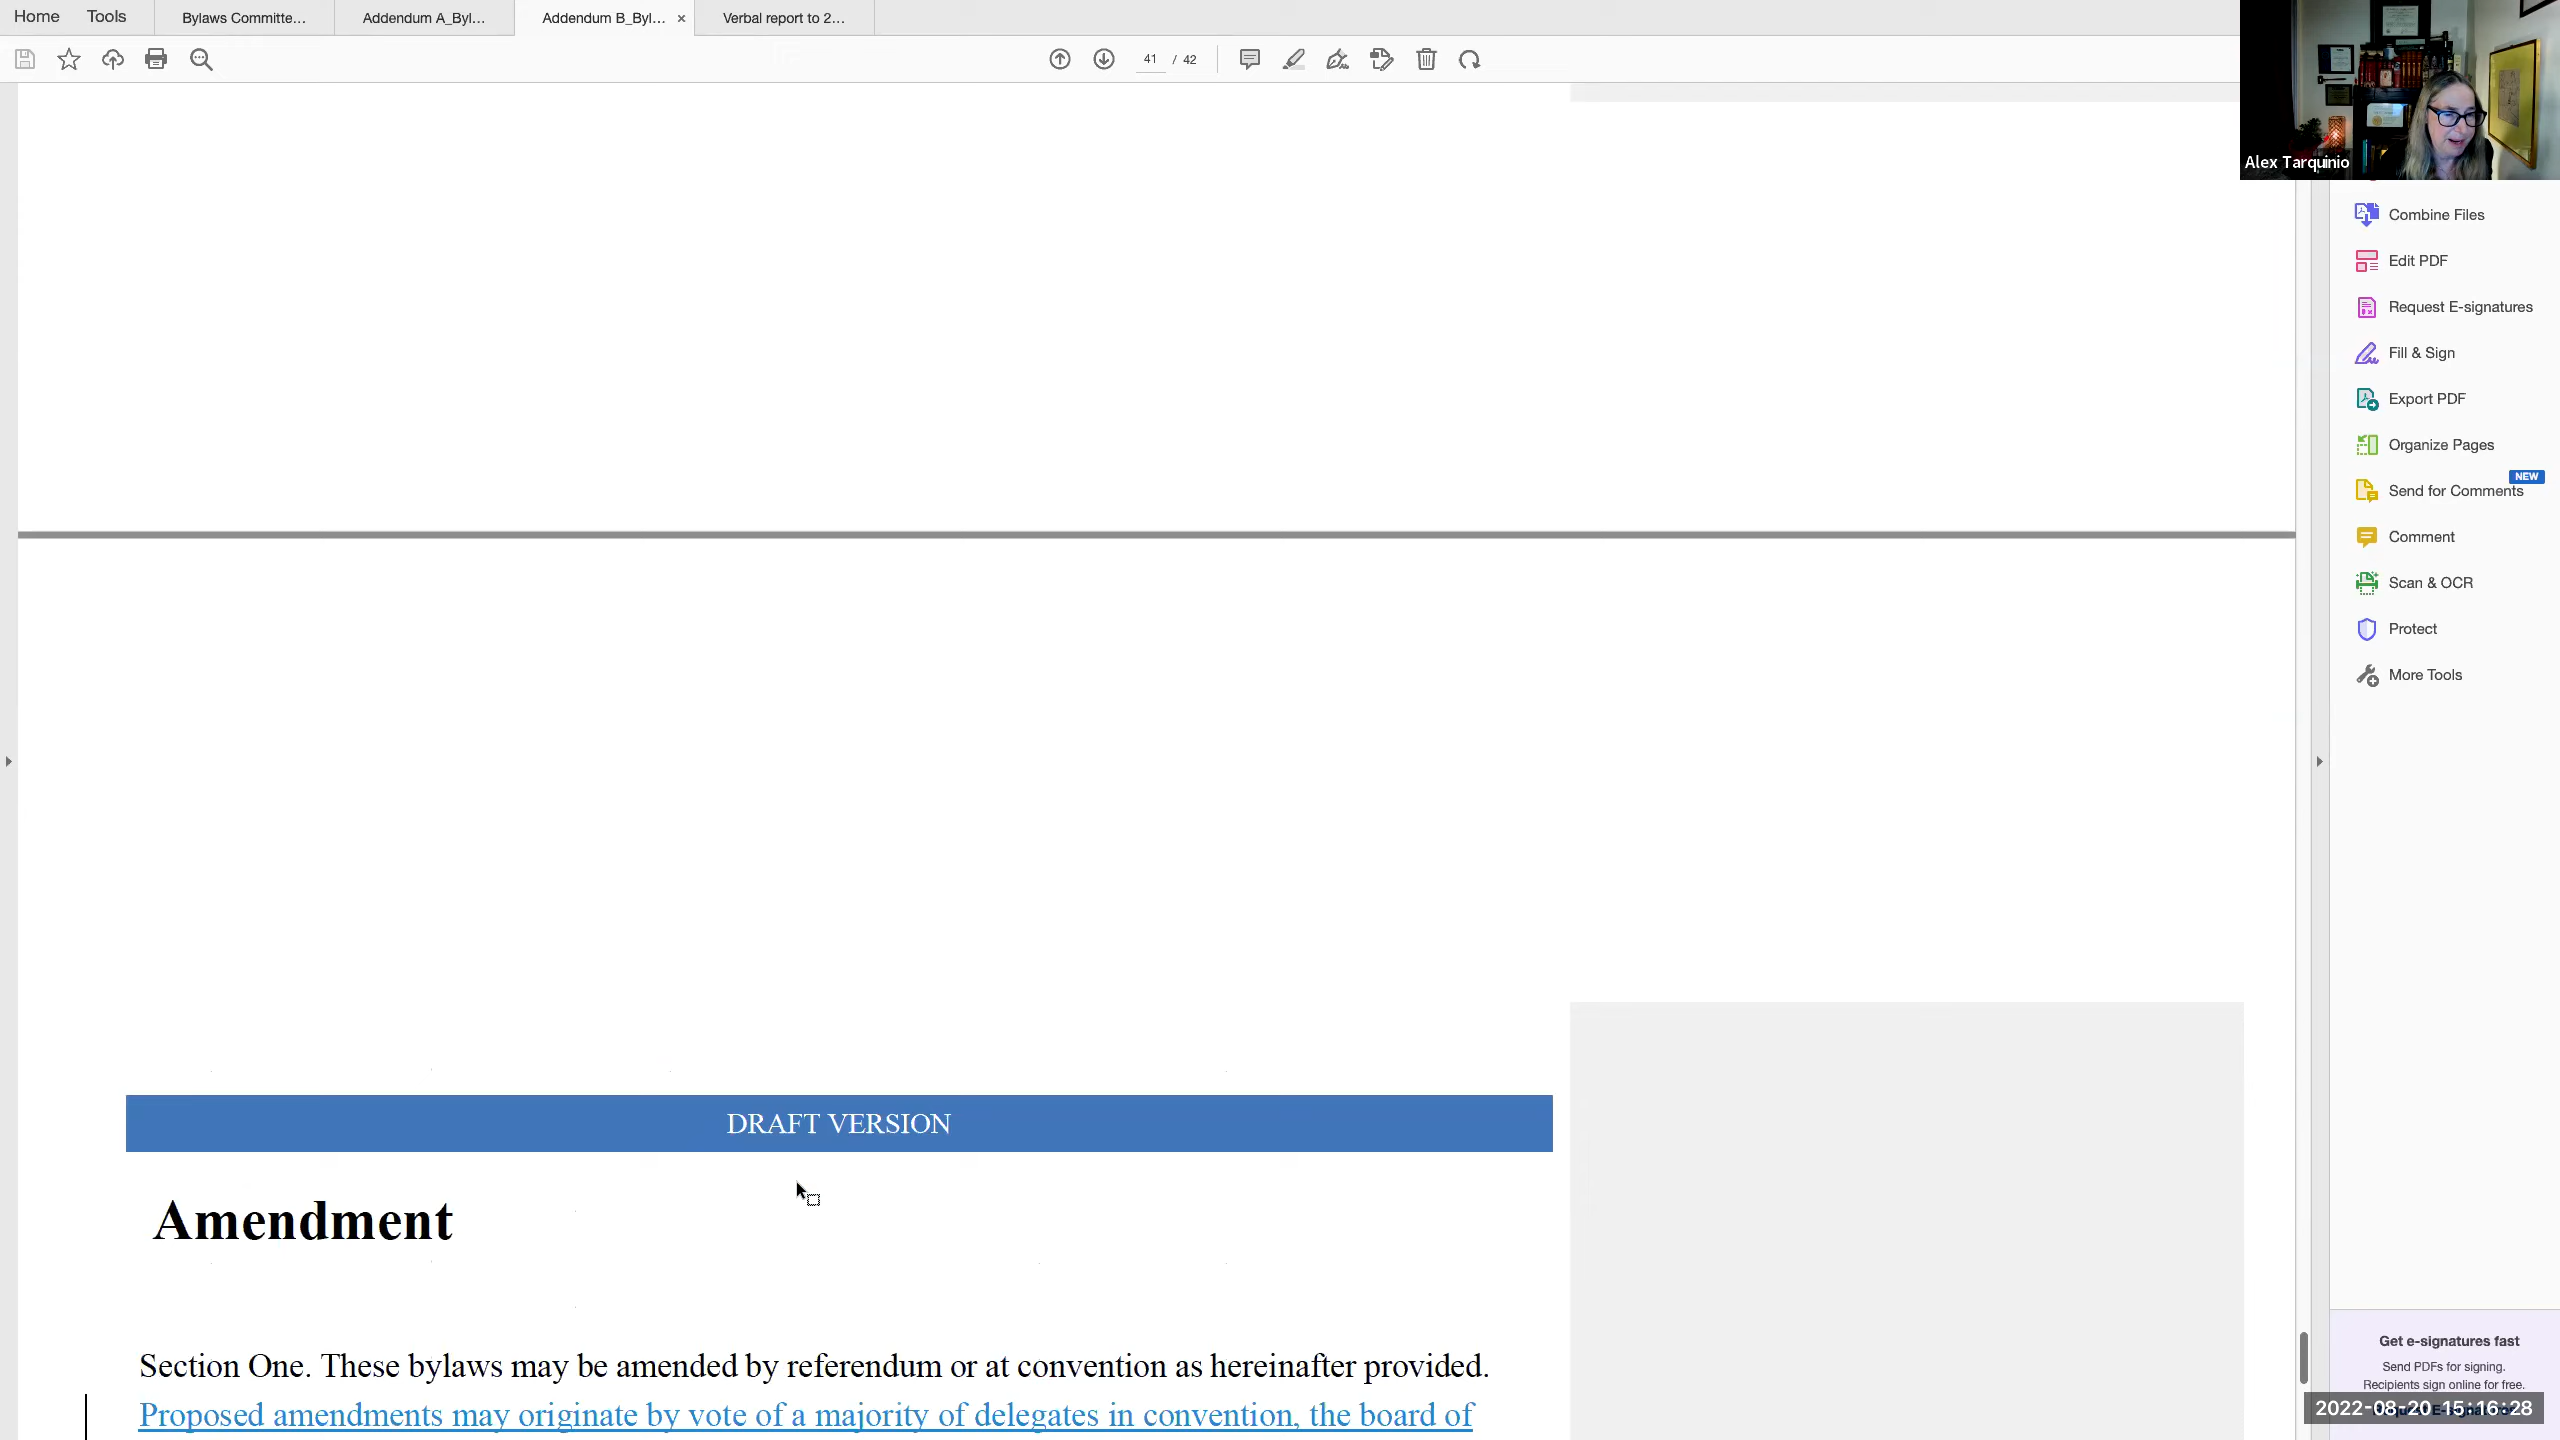 Home Tools Bylaws Committe... Addendum A_Byl... Addendum B_Byl... × Verbal report to 2...
41 / 42
Alex Tarquinio
Combine Files
Edit PDF
Request E-signatures
Fill & Sign
Export PDF
Organize Pages
NEW
Send for Comments
Comment
Scan & OCR
Protect
More Tools
DRAFT VERSION
Amendment
Section One. These bylaws may be amended by referendum or at convention as hereinafter provided.
Proposed amendments may originate by vote of a majority of delegates in convention, the board of
Get e-signatures fast
Send PDFs for signing.
Recipients sign online for free.
2022-08-20 15:16:28